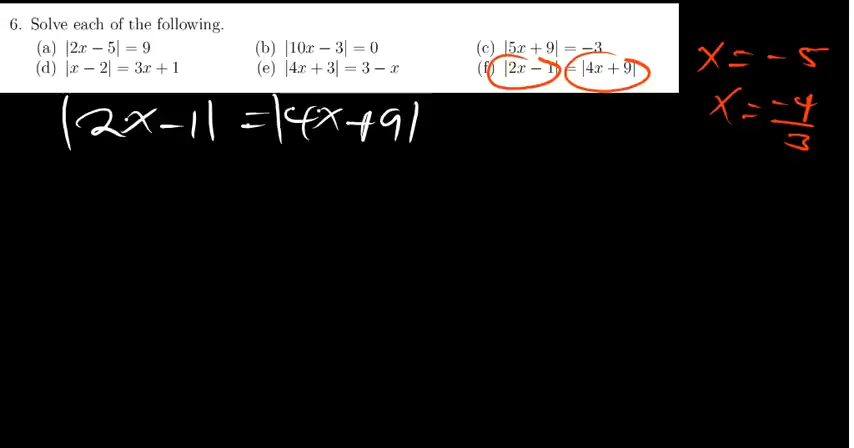 6. Solve each of the following.
(a) |2x − 5| = 9 (b) |10x − 3| = 0 (c) |5x + 9| = −3
(d) |x − 2| = 3x + 1 (e) |4x + 3| = 3 − x (f) |2x − 1| = |4x + 9|
|2x − 1| = |4x + 9|
x = − 5
x = −4/3